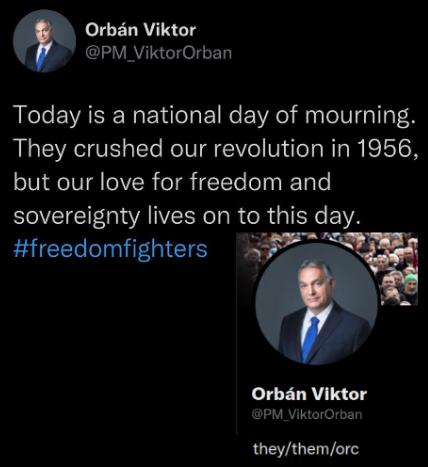 Orbán Viktor
@PM_ViktorOrban
Today is a national day of mourning.
They crushed our revolution in 1956,
but our love for freedom and
sovereignty lives on to this day.
#freedomfighters
Orbán Viktor
@PM_ViktorOrban
they/them/orc